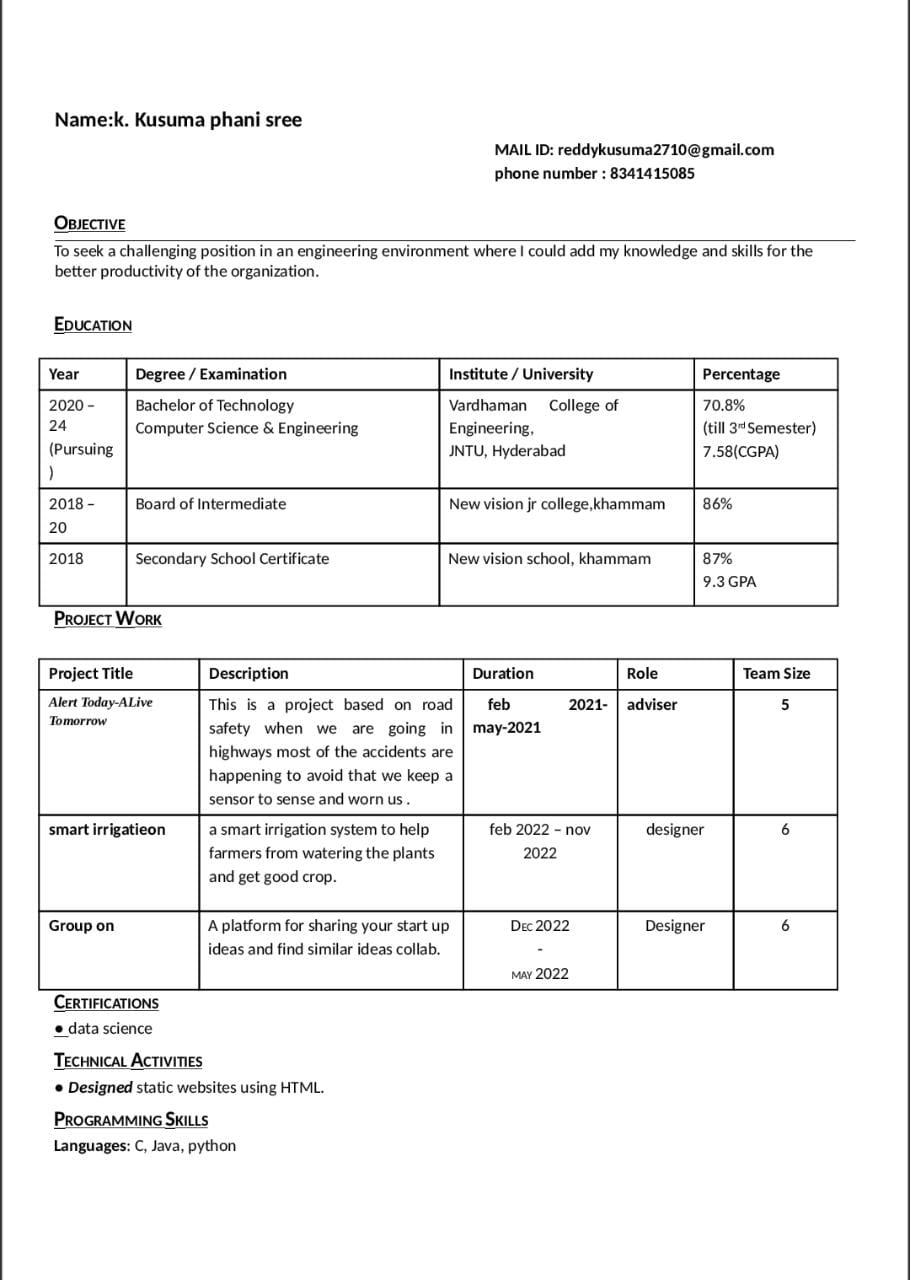 Name:k. Kusuma phani sree
MAIL ID: reddykusuma2710@gmail.com
phone number : 8341415085
OBJECTIVE
To seek a challenging position in an engineering environment where I could add my knowledge and skills for the
better productivity of the organization.
EDUCATION
Year Degree / Examination Institute / University Percentage
2020 –
24
(Pursuing
)
Bachelor of Technology
Computer Science & Engineering
Vardhaman College of
Engineering,
JNTU, Hyderabad
70.8%
(till 3rd Semester)
7.58(CGPA)
2018 –
20
Board of Intermediate
New vision jr college,khammam
86%
2018
Secondary School Certificate
New vision school, khammam
87%
9.3 GPA
PROJECT WORK
Project Title Description Duration Role Team Size
Alert Today-ALive
Tomorrow
This is a project based on road
safety when we are going in
highways most of the accidents are
happening to avoid that we keep a
sensor to sense and worn us .
feb 2021-
may-2021
adviser
5
smart irrigatieon
a smart irrigation system to help
farmers from watering the plants
and get good crop.
feb 2022 – nov
2022
designer
6
Group on
A platform for sharing your start up
ideas and find similar ideas collab.
DEC 2022
-
MAY 2022
Designer
6
CERTIFICATIONS
● data science
TECHNICAL ACTIVITIES
● Designed static websites using HTML.
PROGRAMMING SKILLS
Languages: C, Java, python